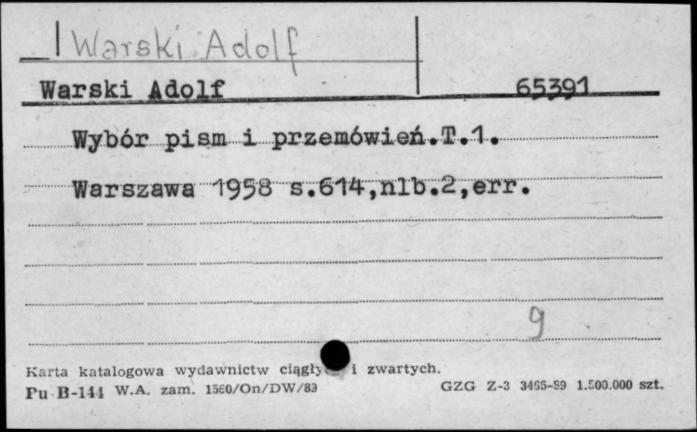 Warski Adolf
Warski Adolf 65391
Wybór pism i przemówień.T.1.
Warszawa 1958 s.614,nlb.2,err.
9
Karta katalogowa wydawnictw i zwartych.
Pu B-144 W.A. zam. 1560/On/DW/89 GZG Z-3 3465-89 1.500.000 szt.